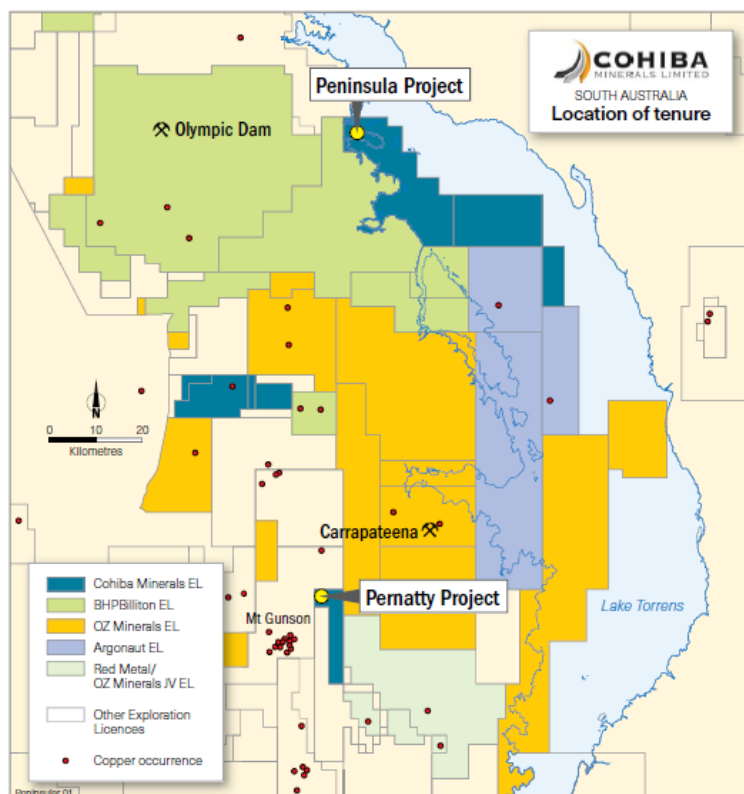 COHIBA
MINERALS LIMITED
SOUTH AUSTRALIA
Location of tenure
Peninsula Project
Olympic Dam
N
0 10 20
Kilometres
Carrapateena
Pernatty Project
Mt Gunson
Lake Torrens
Cohiba Minerals EL
BHPBilliton EL
OZ Minerals EL
Argonaut EL
Red Metal/
OZ Minerals JV EL
Other Exploration
Licences
Copper occurrence
Peninsular 01